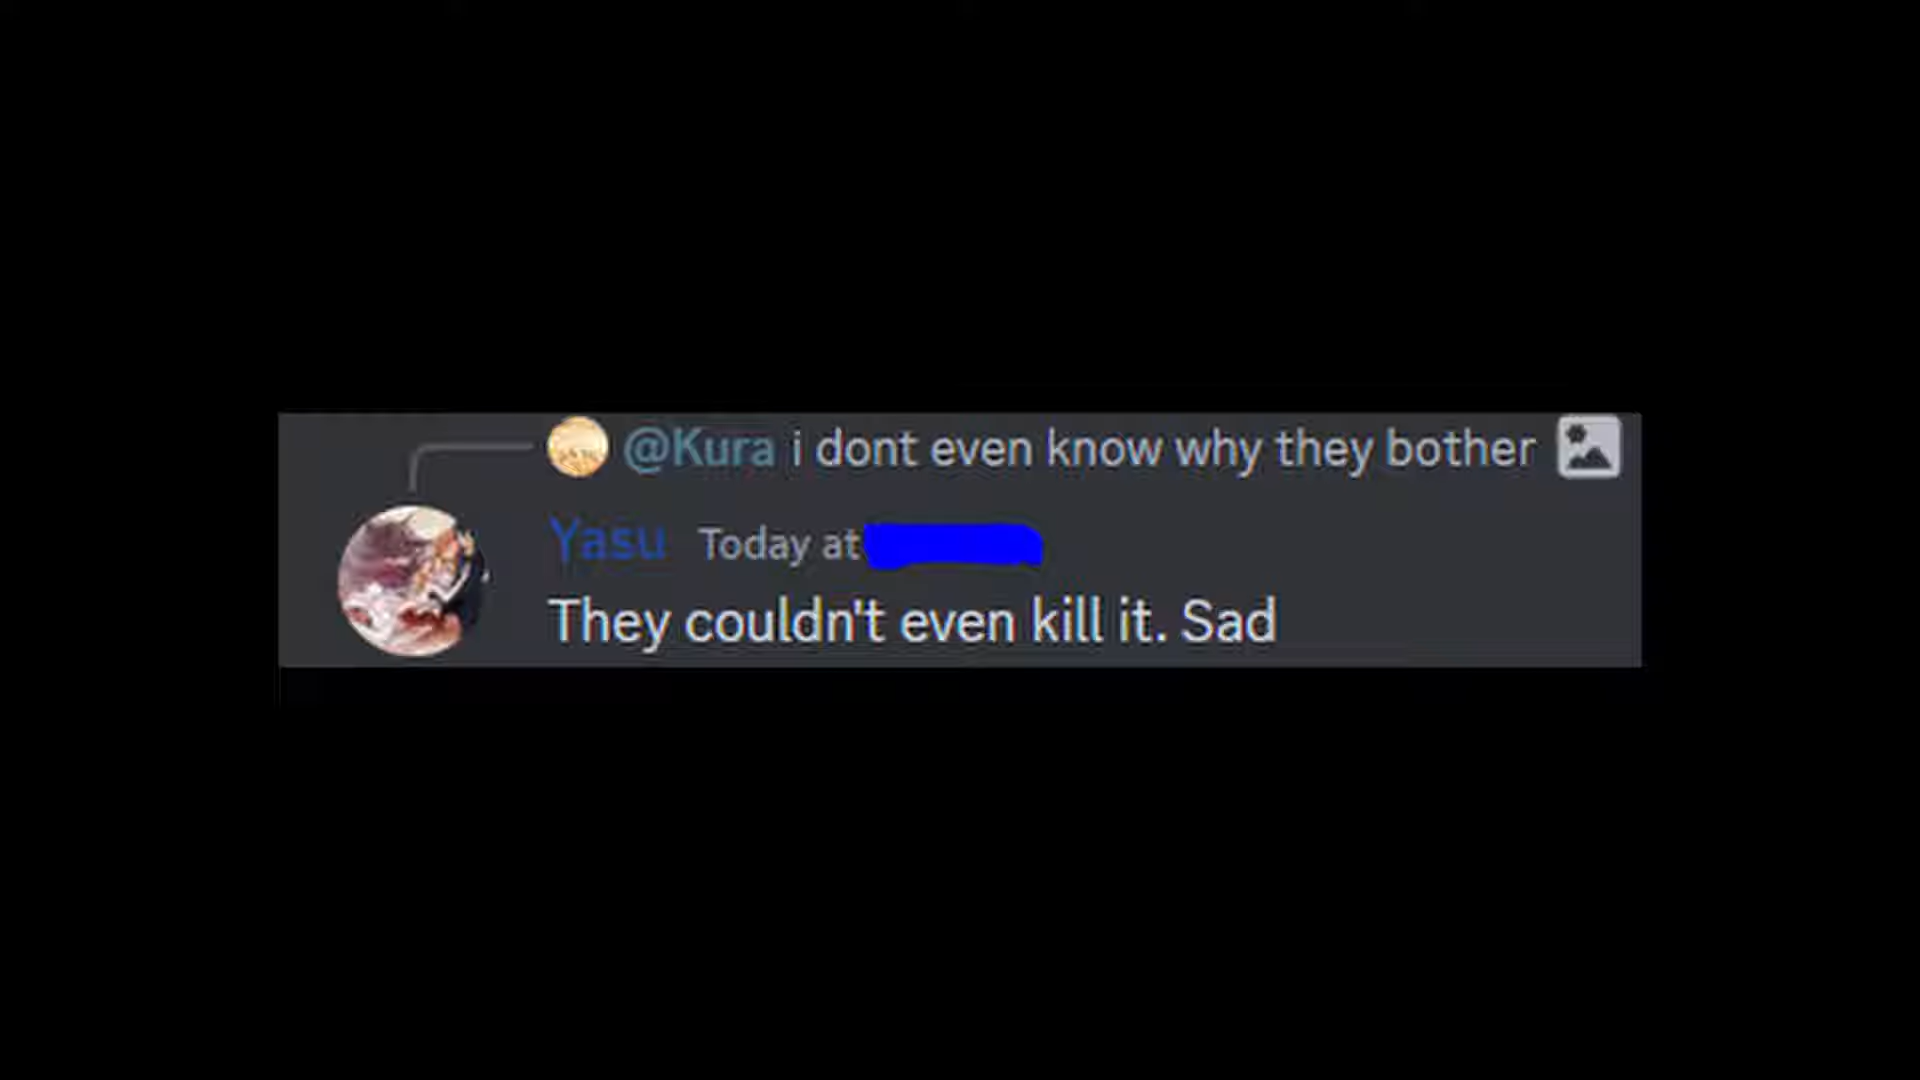 @Kura i dont even know why they bother
Yasu Today at
They couldn't even kill it. Sad